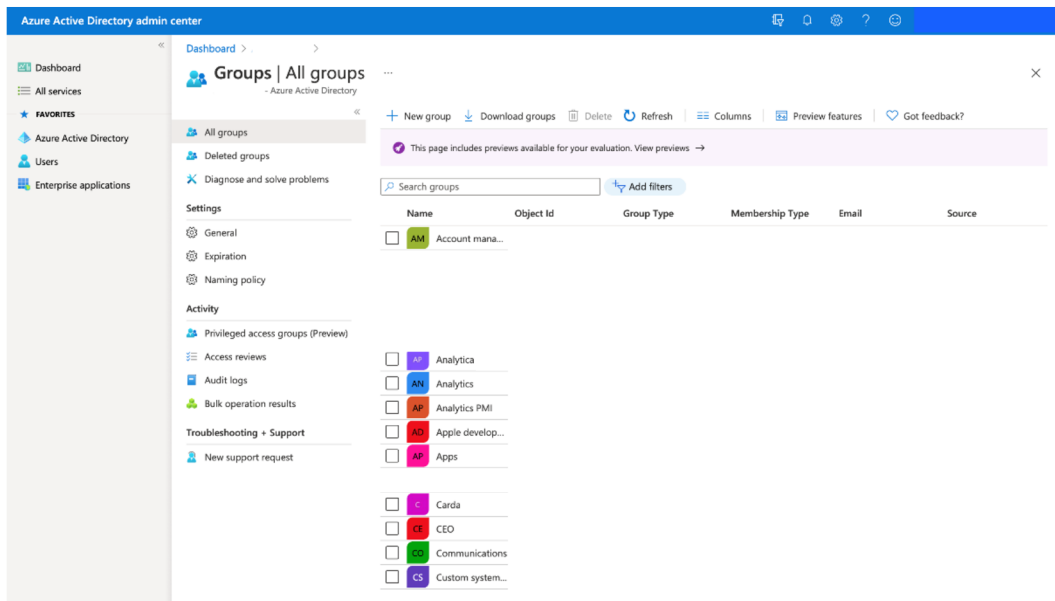 Azure Active Directory admin center
Dashboard
All services
FAVORITES
Azure Active Directory
Users
Enterprise applications
Dashboard > . >
Groups | All groups ...
- Azure Active Directory
All groups
Deleted groups
Diagnose and solve problems
Settings
General
Expiration
Naming policy
Activity
Privileged access groups (Preview)
Access reviews
Audit logs
Bulk operation results
Troubleshooting + Support
New support request
New group Download groups Delete Refresh Columns Preview features Got feedback?
This page includes previews available for your evaluation. View previews →
Search groups Add filters
Name Object Id Group Type Membership Type Email Source
AM Account mana...
AP Analytica
AN Analytics
AP Analytics PMI
AD Apple develop...
AP Apps
C Carda
CE CEO
CO Communications
CS Custom system...